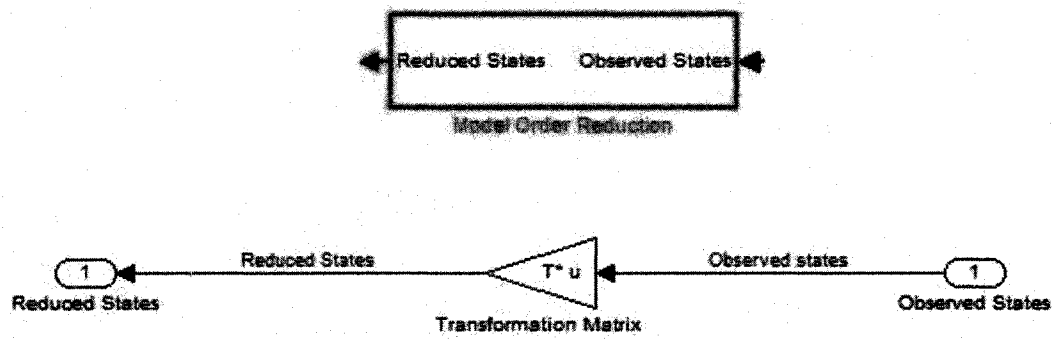 Reduced States Observed States
Model Order Reduction
Reduced States Observed states
1 T* u 1
Reduced States Observed States
Transformation Matrix